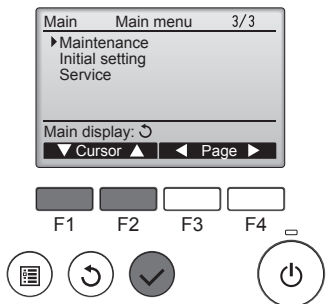 Main Main menu 3/3
Maintenance
Initial setting
Service
Main display:
Cursor Page
F1 F2 F3 F4